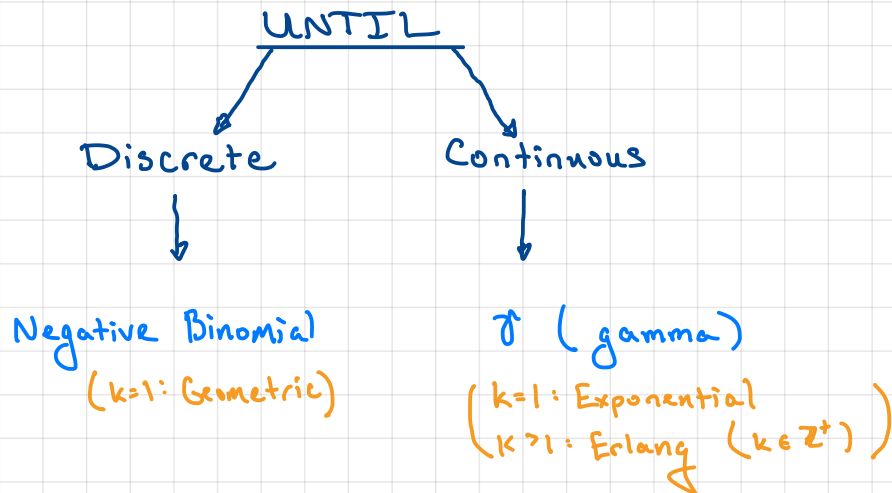 UNTIL
Discrete
Continuous
Negative Binomial
γ (gamma)
(k=1: Geometric)
(k=1: Exponential
k>1: Erlang (k ∈ Z⁺))